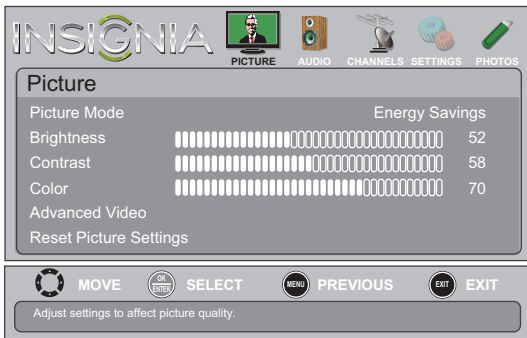 INSIGNIA
PICTURE AUDIO CHANNELS SETTINGS PHOTOS
Picture
Picture Mode Energy Savings
Brightness 52
Contrast 58
Color 70
Advanced Video
Reset Picture Settings
MOVE OK ENTER SELECT MENU PREVIOUS EXIT EXIT
Adjust settings to affect picture quality.